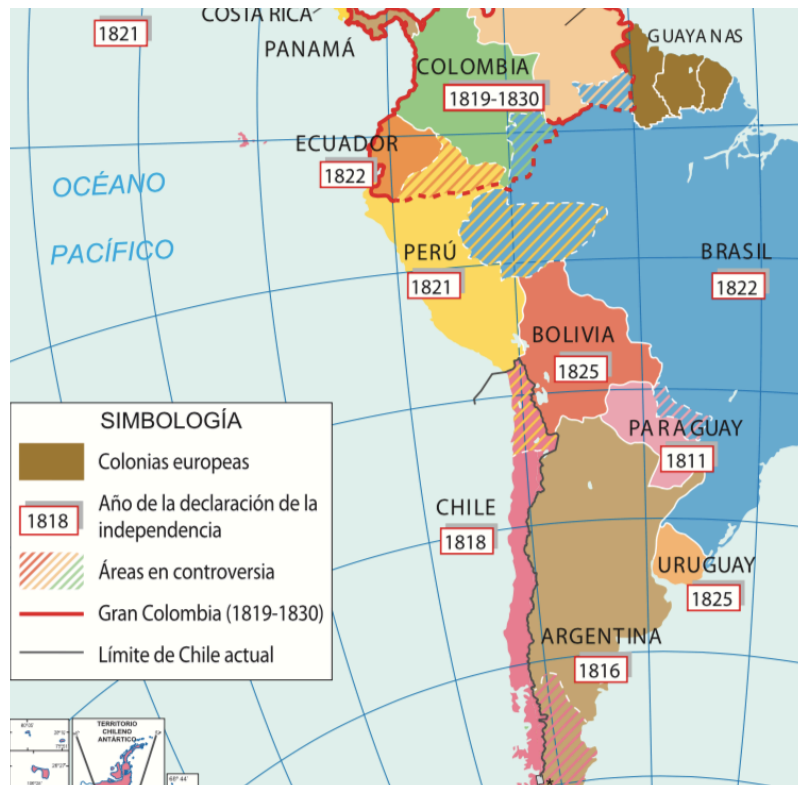 COSTA RICA
1821
PANAMÁ
GUAYANAS
COLOMBIA
1819-1830
ECUADOR
1822
OCÉANO
PACÍFICO
PERÚ
1821
BRASIL
1822
BOLIVIA
1825
PARAGUAY
1811
CHILE
1818
URUGUAY
1825
ARGENTINA
1816
SIMBOLOGÍA
Colonias europeas
1818
Año de la declaración de la
independencia
Áreas en controversia
Gran Colombia (1819-1830)
Límite de Chile actual
TERRITORIO
CHILENO
ANTÁRTICO